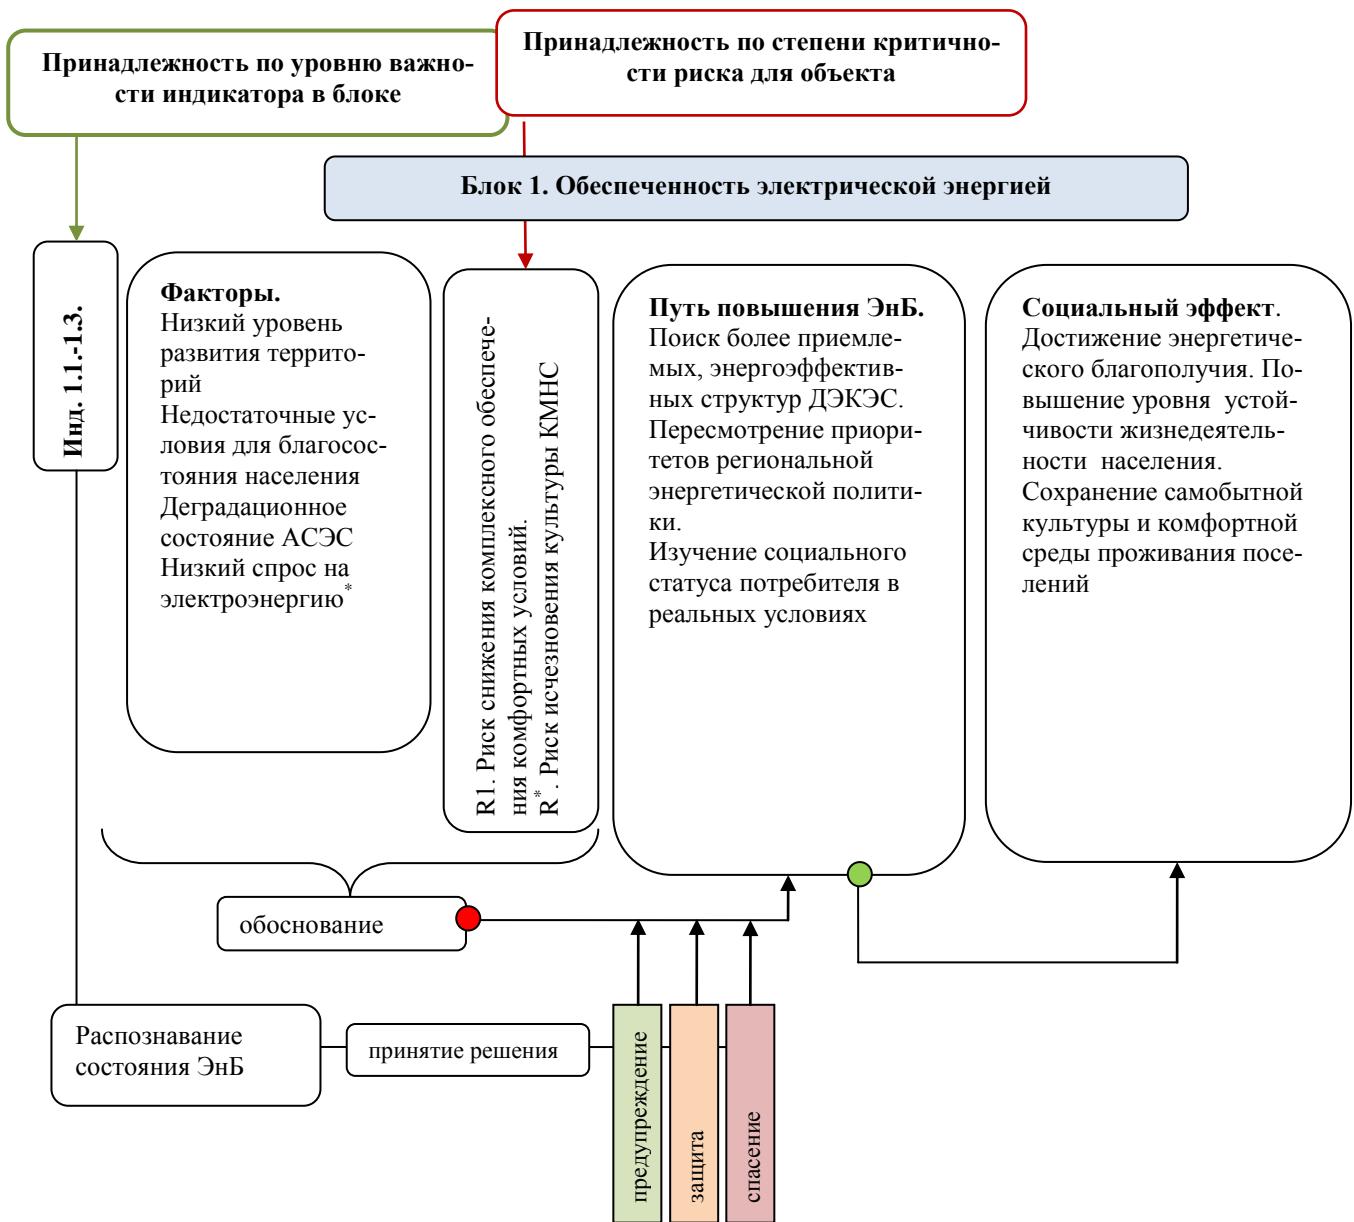 Принадлежность по уровню важно-
сти индикатора в блоке
Принадлежность по степени критично-
сти риска для объекта
Блок 1. Обеспеченность электрической энергией
Инд. 1.1.-1.3.
Факторы.
Низкий уровень
развития террито-
рий
Недостаточные ус-
ловия для благосос-
тояния населения
Деградационное
состояние АСЭС
Низкий спрос на
электроэнергию*
R1. Риск снижения комплексного обеспече-
ния комфортных условий.
R*. Риск исчезновения культуры КМНС
Путь повышения ЭнБ.
Поиск более приемле-
мых, энергоэффектив-
ных структур ДЭКЭС.
Пересмотрение приори-
тетов региональной
энергетической полити-
ки.
Изучение социального
статуса потребителя в
реальных условиях
Социальный эффект.
Достижение энергетиче-
ского благополучия. По-
вышение уровня устой-
чивости жизнедеятель-
ности населения.
Сохранение самобытной
культуры и комфортной
среды проживания посе-
лений
обоснование
Распознавание
состояния ЭнБ
принятие решения
предупреждение
защита
спасение